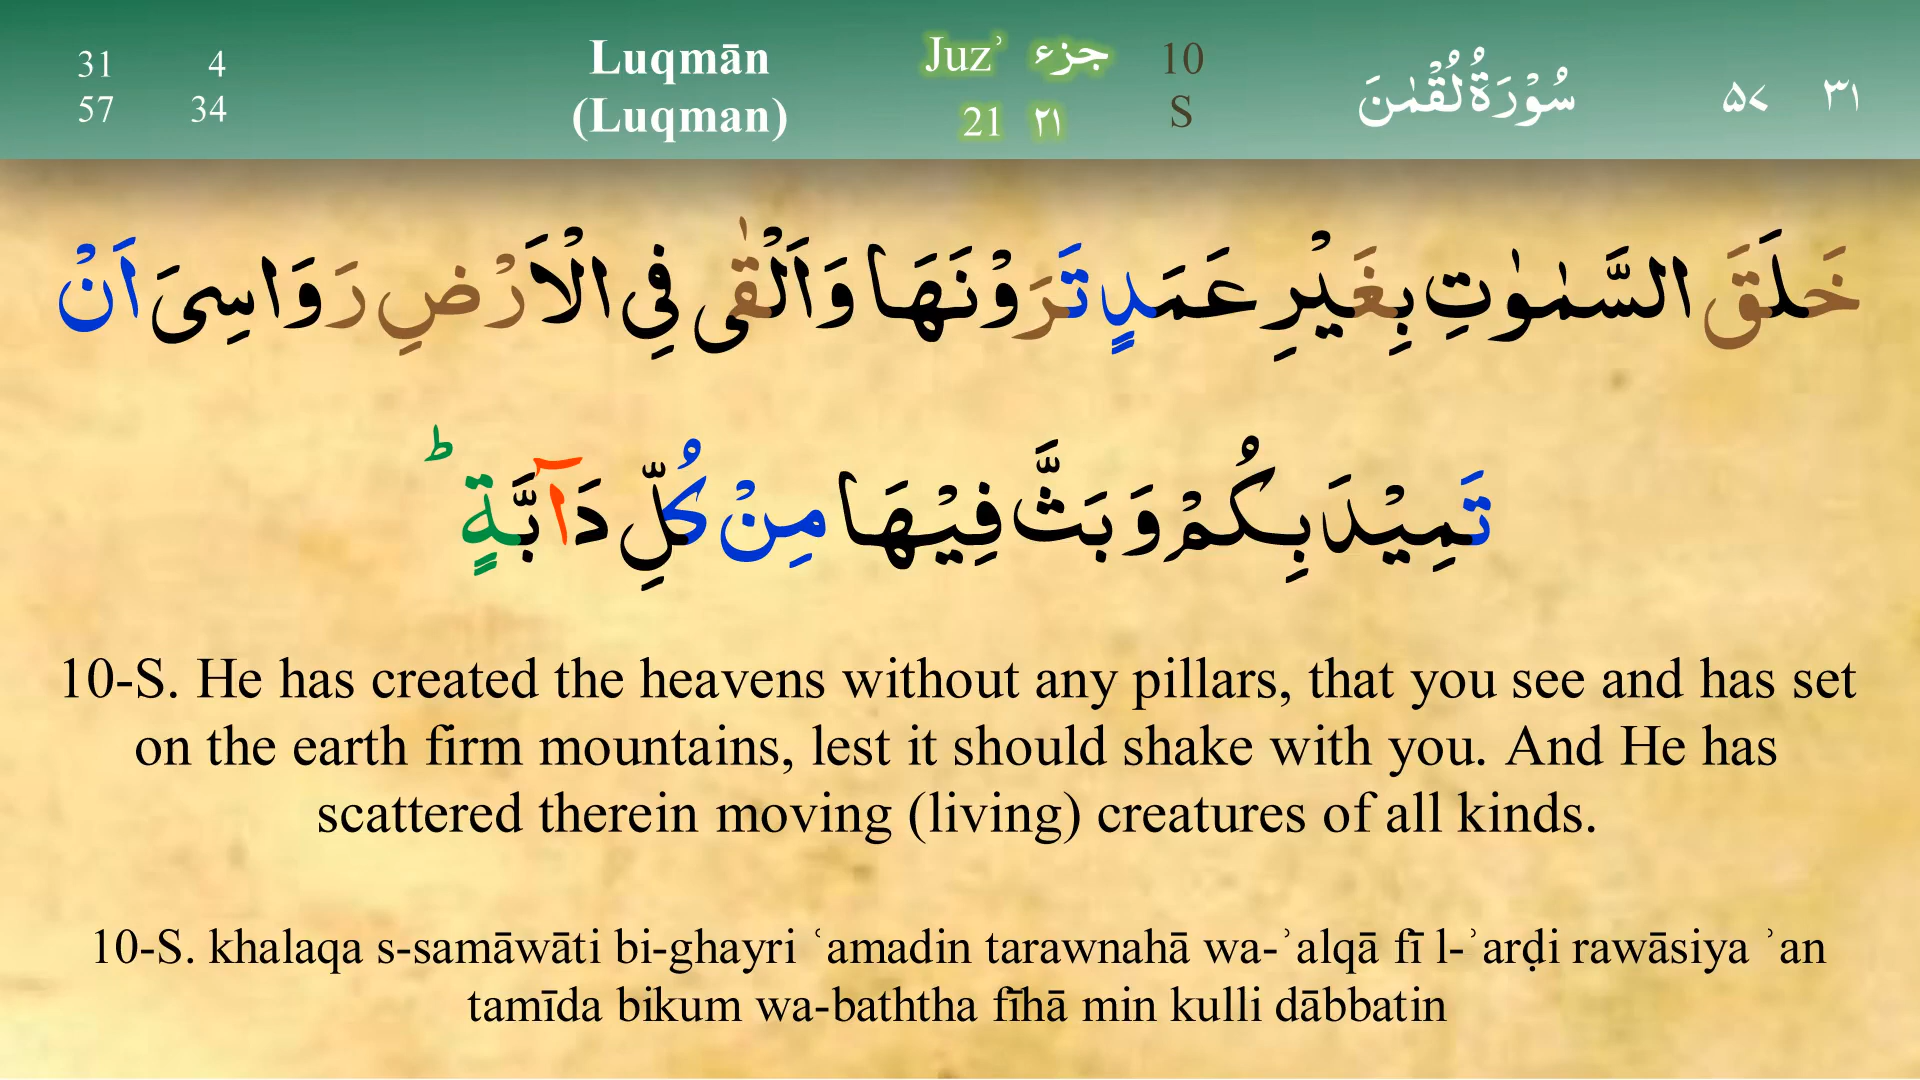 31 4 Luqmān Juzʾ جزء 10 سُوْرَةُ لُقْمٰنَ ۵۷ ۳۱
57 34 (Luqman) 21 ۲۱ S
خَلَقَ السَّمٰوٰتِ بِغَيْرِ عَمَدٍ تَرَوْنَهَا وَاَلْقٰى فِى الْاَرْضِ رَوَاسِىَ اَنْ
تَمِيْدَ بِكُمْ وَبَثَّ فِيْهَا مِنْ كُلِّ دَآبَّةٍ ؕ
10-S. He has created the heavens without any pillars, that you see and has set
on the earth firm mountains, lest it should shake with you. And He has
scattered therein moving (living) creatures of all kinds.
10-S. khalaqa s-samāwāti bi-ghayri ʿamadin tarawnahā wa-ʾalqā fī l-ʾarḍi rawāsiya ʾan
tamīda bikum wa-baththa fīhā min kulli dābbatin